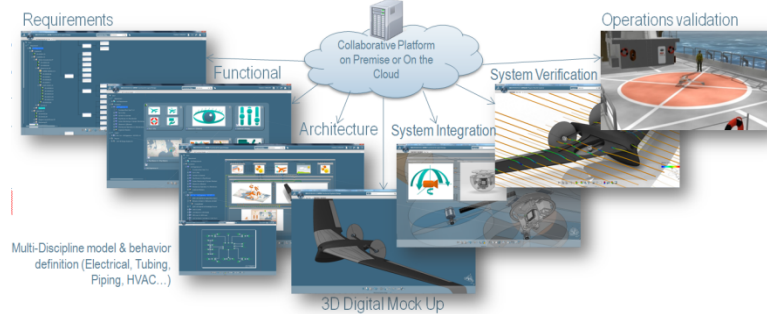 Requirements
Operations validation
Collaborative Platform
on Premise or On the
Cloud
Functional
System Verification
Architecture
System Integration
Multi-Discipline model & behavior
definition (Electrical, Tubing,
Piping, HVAC...)
3D Digital Mock Up